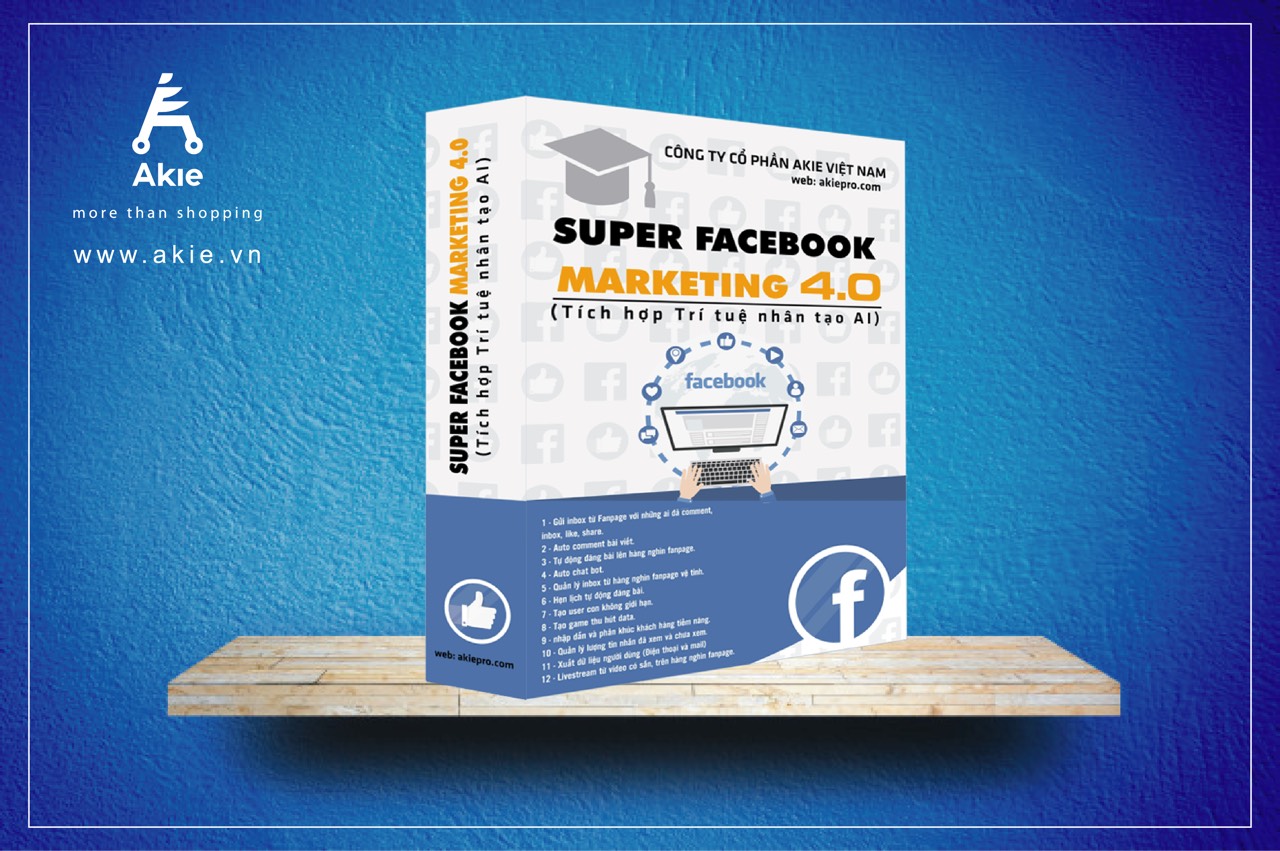 Akie
more than shopping
www.akie.vn
SUPER FACEBOOK MARKETING 4.0
(Tích hợp Trí tuệ nhân tạo AI)
web: akiepro.com
CÔNG TY CỔ PHẦN AKIE VIỆT NAM
web: akiepro.com
SUPER FACEBOOK
MARKETING 4.0
(Tích hợp Trí tuệ nhân tạo AI)
facebook
1 - Gửi inbox từ Fanpage với những ai đã comment,
inbox, like, share.
2 - Auto comment bài viết.
3 - Tự động đăng bài lên hàng nghìn fanpage.
4 - Auto chat bot.
5 - Quản lý inbox từ hàng nghìn fanpage vệ tinh.
6 - Hẹn lịch tự động đăng bài.
7 - Tạo user con không giới hạn.
8 - Tạo game thu hút data.
9 - nhập dẫn và phân khúc khách hàng tiềm năng.
10 - Quản lý lượng tin nhắn đã xem và chưa xem.
11 - Xuất dữ liệu người dùng (Điện thoại và mail)
12 - Livestream từ video có sẵn, trên hàng nghìn fanpage.